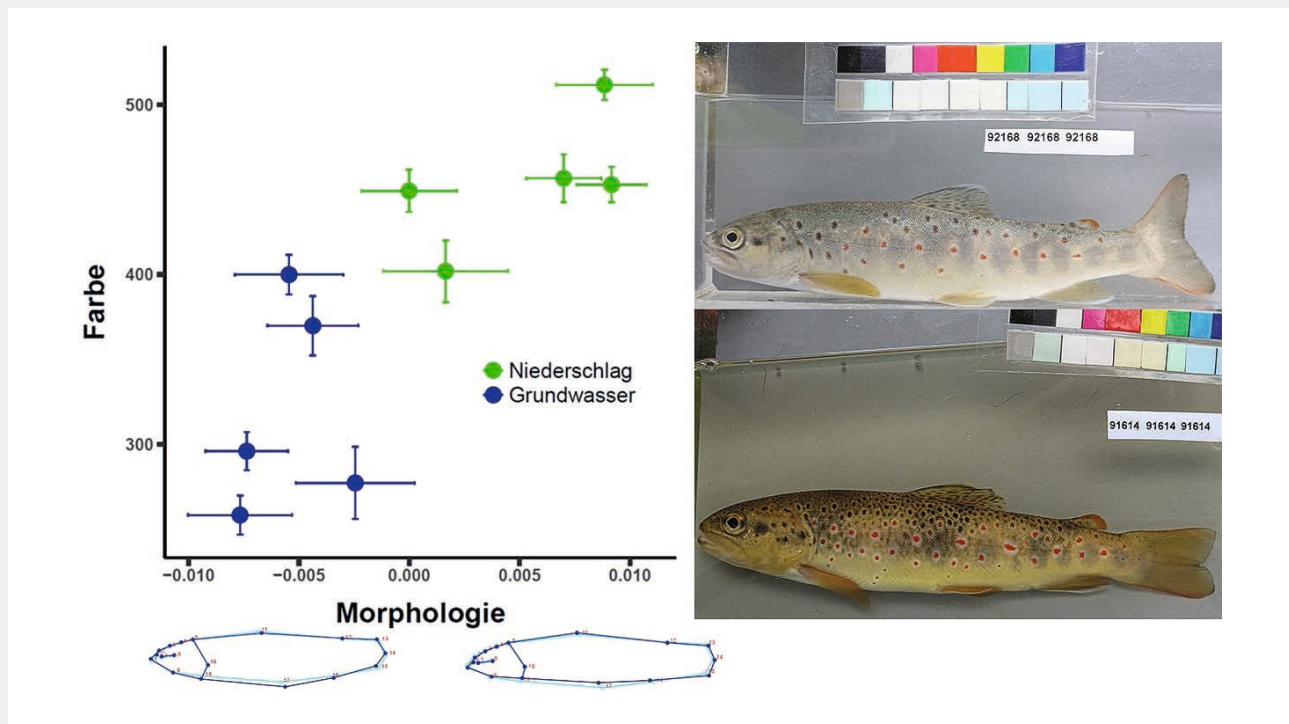 500
400
300
Farbe
Niederschlag
Grundwasser
−0.010 −0.005 0.000 0.005 0.010
Morphologie
92168 92168 92168
91614 91614 91614